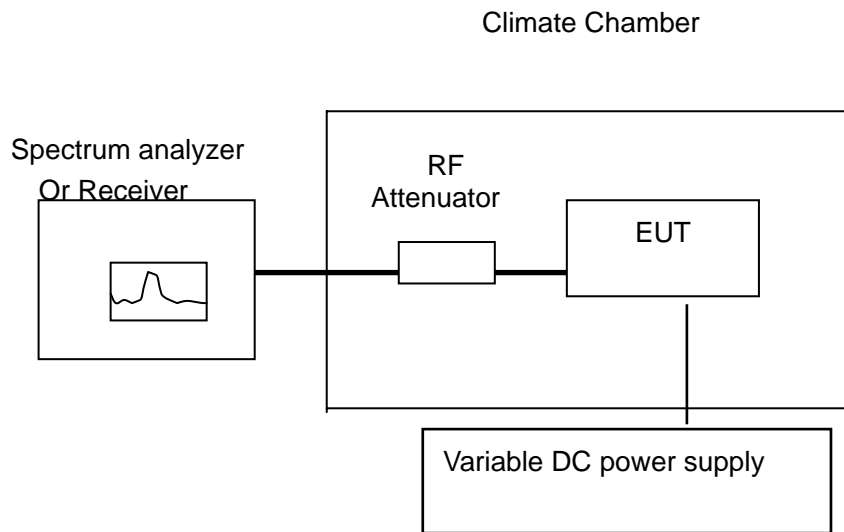 Climate Chamber
Spectrum analyzer
Or Receiver
RF
Attenuator
EUT
Variable DC power supply